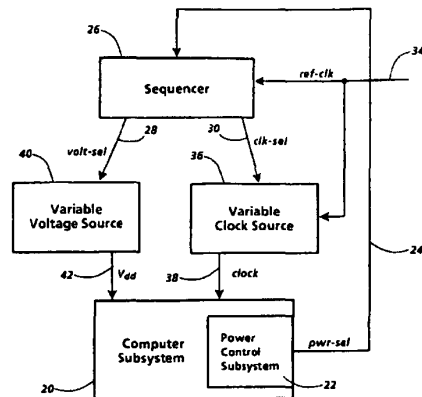 26
34
ref-clk
Sequencer
28
30
clk-sel
volt-sel
40
36
Variable
Voltage Source
Variable
Clock Source
24
42
V_dd
38
clock
Computer
Subsystem
Power
Control
Subsystem
pwr-sel
20
22